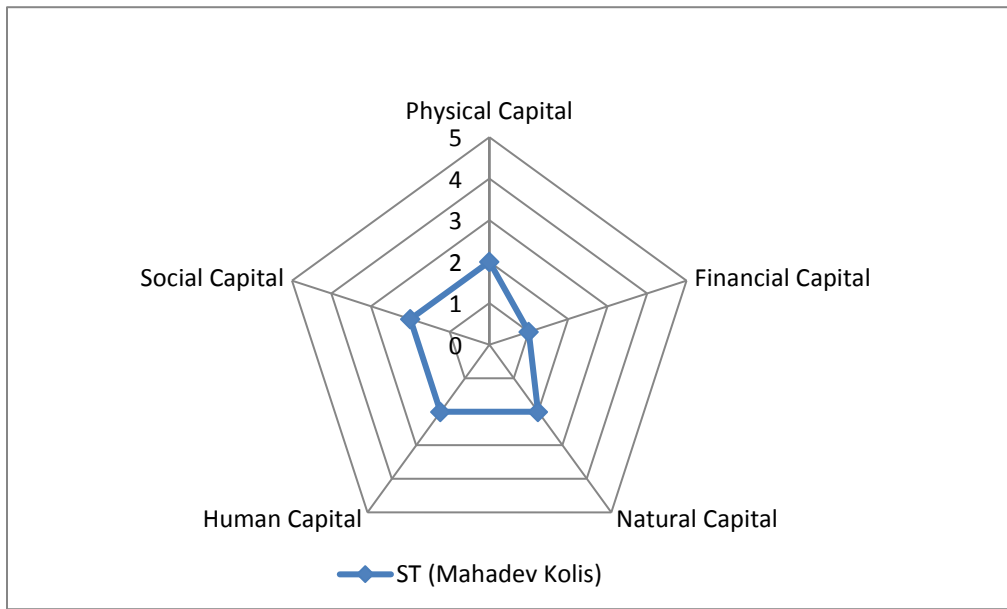 Physical Capital
5
4
3
2
1
0
Social Capital
Financial Capital
Human Capital
Natural Capital
ST (Mahadev Kolis)